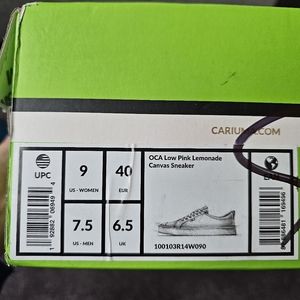 CARIUMA.COM
UPC
9
US - WOMEN
40
EUR
7.5
US - MEN
6.5
UK
OCA Low Pink Lemonade
Canvas Sneaker
100103R14W090